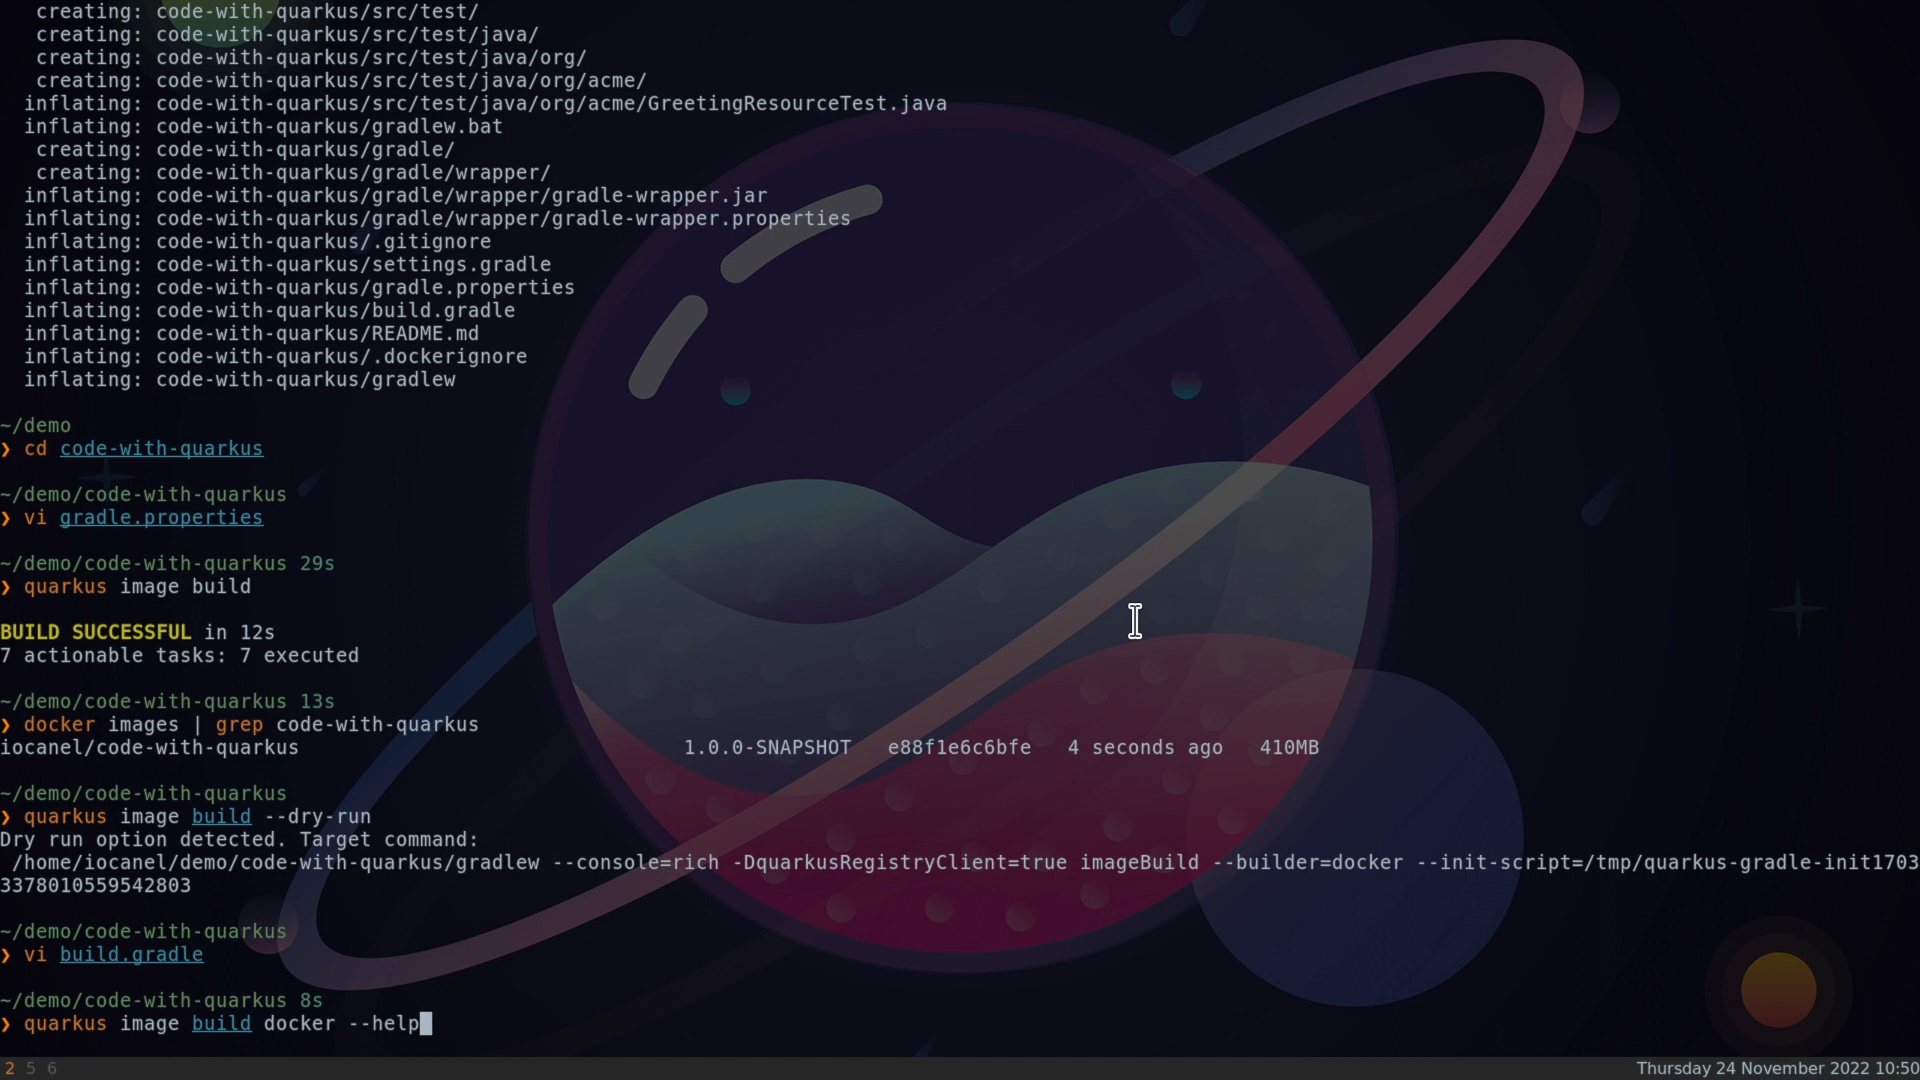 creating: code-with-quarkus/src/test/
creating: code-with-quarkus/src/test/java/
creating: code-with-quarkus/src/test/java/org/
creating: code-with-quarkus/src/test/java/org/acme/
inflating: code-with-quarkus/src/test/java/org/acme/GreetingResourceTest.java
inflating: code-with-quarkus/gradlew.bat
creating: code-with-quarkus/gradle/
creating: code-with-quarkus/gradle/wrapper/
inflating: code-with-quarkus/gradle/wrapper/gradle-wrapper.jar
inflating: code-with-quarkus/gradle/wrapper/gradle-wrapper.properties
inflating: code-with-quarkus/.gitignore
inflating: code-with-quarkus/settings.gradle
inflating: code-with-quarkus/gradle.properties
inflating: code-with-quarkus/build.gradle
inflating: code-with-quarkus/README.md
inflating: code-with-quarkus/.dockerignore
inflating: code-with-quarkus/gradlew
~/demo
❯ cd code-with-quarkus
~/demo/code-with-quarkus
❯ vi gradle.properties
~/demo/code-with-quarkus 29s
❯ quarkus image build
BUILD SUCCESSFUL in 12s
7 actionable tasks: 7 executed
~/demo/code-with-quarkus 13s
❯ docker images | grep code-with-quarkus
iocanel/code-with-quarkus 1.0.0-SNAPSHOT e88f1e6c6bfe 4 seconds ago 410MB
~/demo/code-with-quarkus
❯ quarkus image build --dry-run
Dry run option detected. Target command:
/home/iocanel/demo/code-with-quarkus/gradlew --console=rich -DquarkusRegistryClient=true imageBuild --builder=docker --init-script=/tmp/quarkus-gradle-init1703
3378010559542803
~/demo/code-with-quarkus
❯ vi build.gradle
~/demo/code-with-quarkus 8s
❯ quarkus image build docker --help
2 5 6 Thursday 24 November 2022 10:50